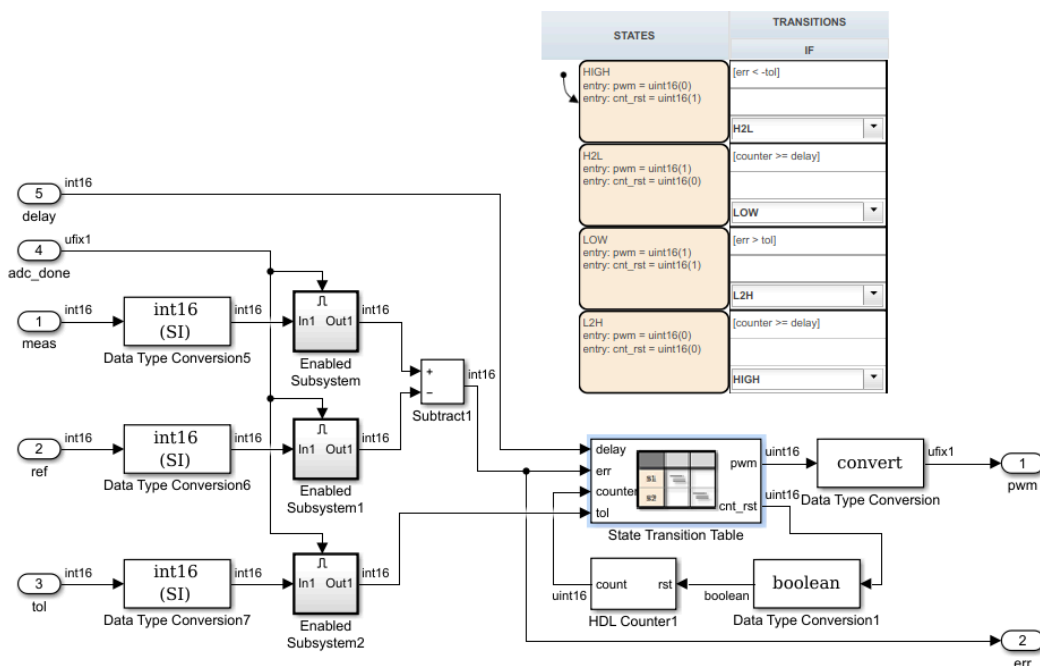 STATES
TRANSITIONS
IF
HIGH
entry: pwm = uint16(0)
entry: cnt_rst = uint16(1)
[err < -tol]
H2L
H2L
entry: pwm = uint16(1)
entry: cnt_rst = uint16(0)
[counter >= delay]
LOW
LOW
entry: pwm = uint16(1)
entry: cnt_rst = uint16(1)
[err > tol]
L2H
L2H
entry: pwm = uint16(0)
entry: cnt_rst = uint16(0)
[counter >= delay]
HIGH
5
int16
delay
4
ufix1
adc_done
1
int16
meas
int16
(SI)
int16
Data Type Conversion5
In1 Out1
int16
Enabled
Subsystem
+
−
int16
Subtract1
2
int16
ref
int16
(SI)
int16
Data Type Conversion6
In1 Out1
int16
Enabled
Subsystem1
delay
err
counter
tol
S1
S2
pwm
cnt_rst
State Transition Table
uint16
uint16
convert
ufix1
Data Type Conversion
1
pwm
3
int16
tol
int16
(SI)
int16
Data Type Conversion7
In1 Out1
int16
Enabled
Subsystem2
uint16
count rst
HDL Counter1
boolean
boolean
Data Type Conversion1
2
err